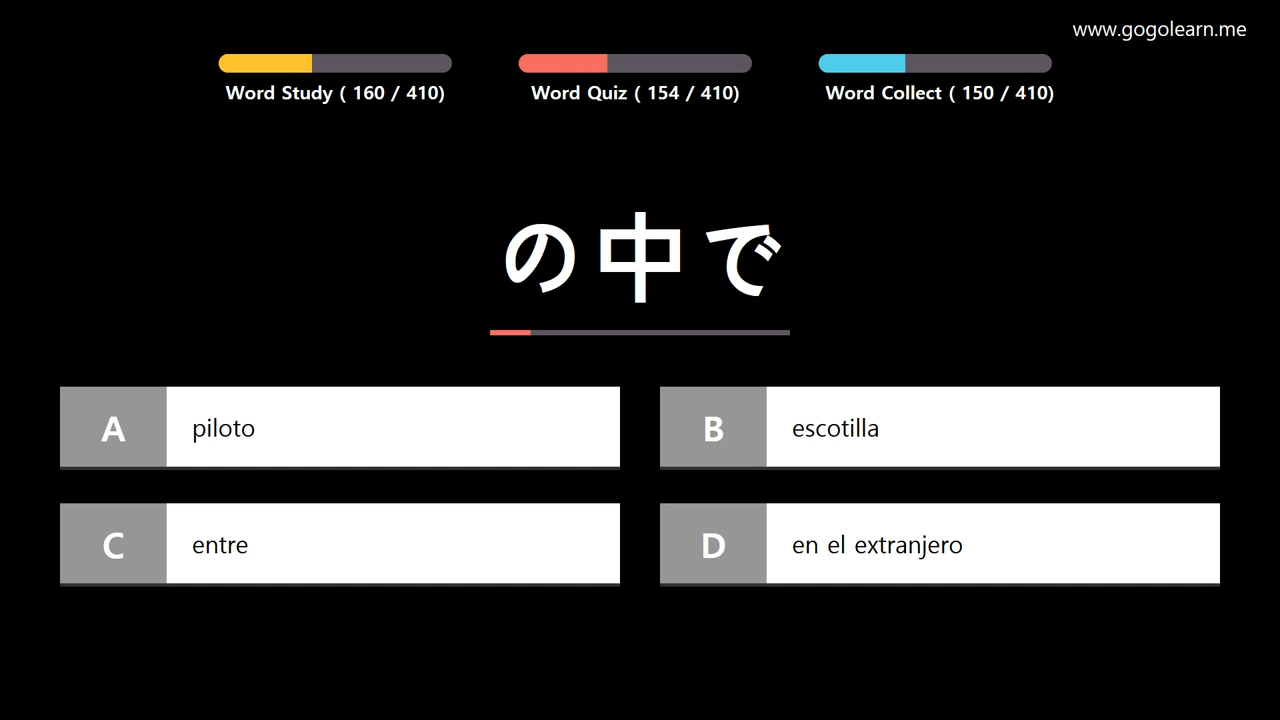 www.gogolearn.me
Word Study ( 160 / 410)
Word Quiz ( 154 / 410)
Word Collect ( 150 / 410)
の中で
A piloto
B escotilla
C entre
D en el extranjero